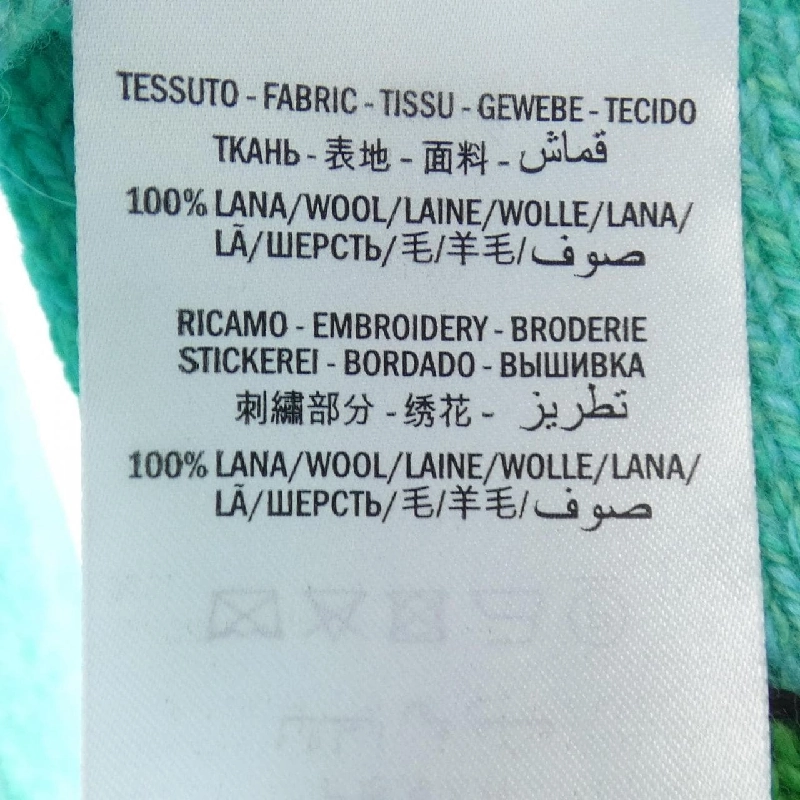 TESSUTO - FABRIC - TISSU - GEWEBE - TECIDO
ТКАНЬ - 表地 - 面料 - قماش
100% LANA/WOOL/LAINE/WOLLE/LANA/
LÃ/ШЕРСТЬ/毛/羊毛/صوف
RICAMO - EMBROIDERY - BRODERIE
STICKEREI - BORDADO - ВЫШИВКА
刺繍部分 - 绣花 - تطريز
100% LANA/WOOL/LAINE/WOLLE/LANA/
LÃ/ШЕРСТЬ/毛/羊毛/صوف